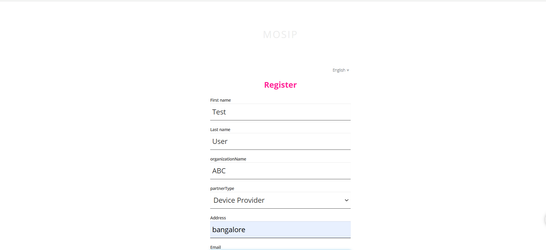 MOSIP
English
Register
First name
Test
Last name
User
organizationName
ABC
partnerType
Device Provider
Address
bangalore
Email